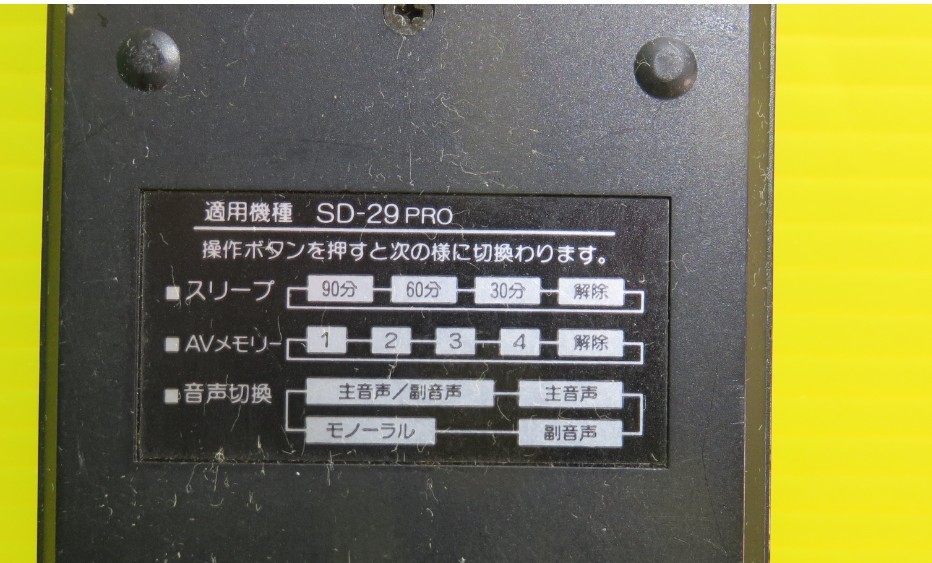 適用機種 SD-29 PRO
操作ボタンを押すと次の様に切換わります。
■スリープ 90分 60分 30分 解除
■AVメモリー 1 2 3 4 解除
■音声切換 主音声/副音声 主音声
モノーラル 副音声